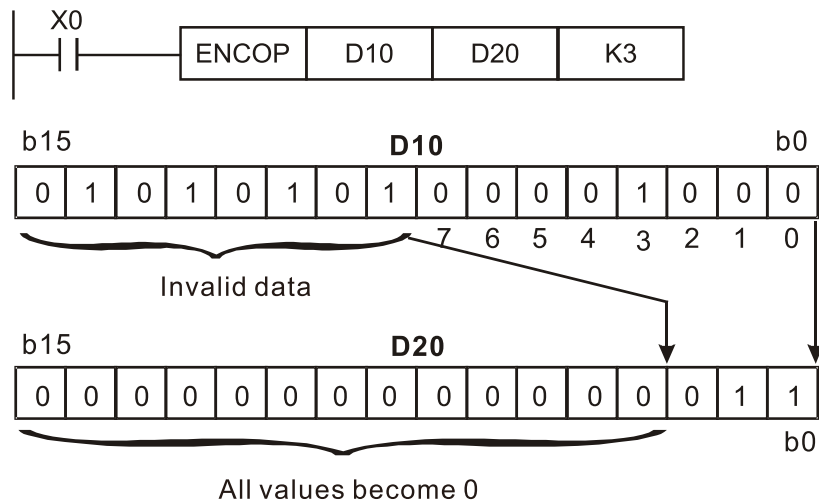 X0
ENCOP D10 D20 K3
b15 D10 b0
0 1 0 1 0 1 0 1 0 0 0 0 1 0 0 0
7 6 5 4 3 2 1 0
Invalid data
b15 D20
0 0 0 0 0 0 0 0 0 0 0 0 0 0 1 1
b0
All values become 0